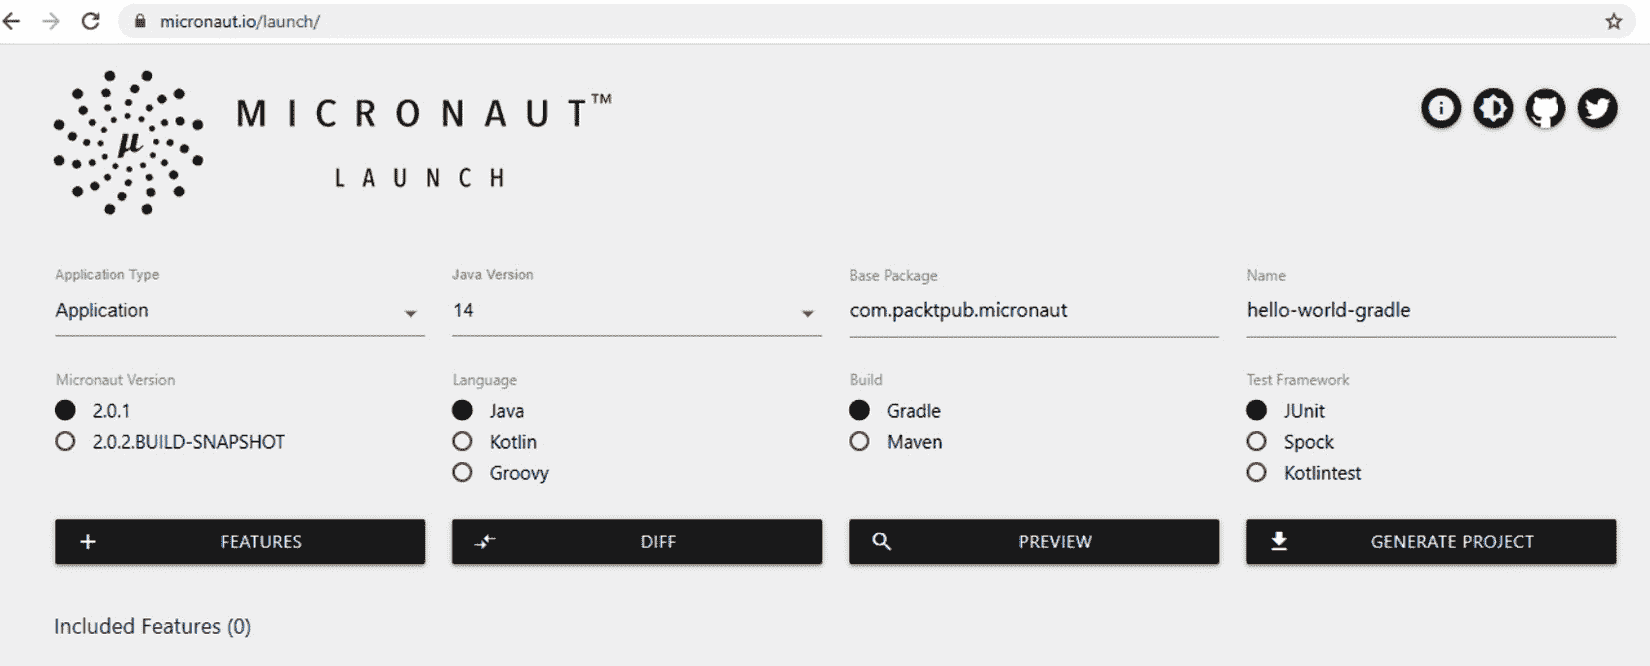 micronaut.io/launch/
μ
MICRONAUT™
LAUNCH
Application Type
Java Version
Base Package
Name
Application
14
com.packtpub.micronaut
hello-world-gradle
Micronaut Version
Language
Build
Test Framework
2.0.1
Java
Gradle
JUnit
2.0.2.BUILD-SNAPSHOT
Kotlin
Maven
Spock
Groovy
Kotlintest
FEATURES
DIFF
PREVIEW
GENERATE PROJECT
Included Features (0)